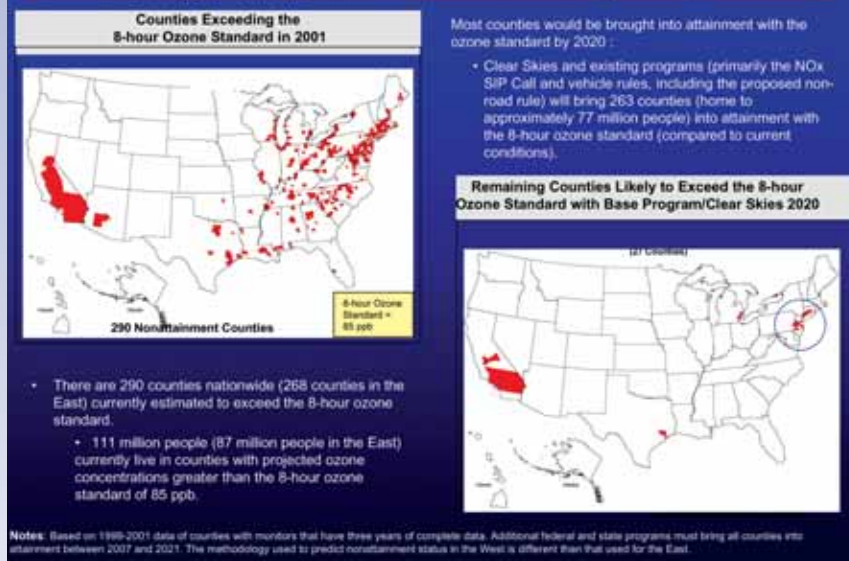 Counties Exceeding the
8-hour Ozone Standard in 2001
8-hour Ozone
Standard =
85 ppb
290 Nonattainment Counties
• There are 290 counties nationwide (268 counties in the
East) currently estimated to exceed the 8-hour ozone
standard.
• 111 million people (87 million people in the East)
currently live in counties with projected ozone
concentrations greater than the 8-hour ozone
standard of 85 ppb.
Most counties would be brought into attainment with the
ozone standard by 2020 :
• Clear Skies and existing programs (primarily the NOx
SIP Call and vehicle rules, including the proposed non-
road rule) will bring 263 counties (home to
approximately 77 million people) into attainment with
the 8-hour ozone standard (compared to current
conditions).
Remaining Counties Likely to Exceed the 8-hour
Ozone Standard with Base Program/Clear Skies 2020
(27 Counties)
Notes: Based on 1999-2001 data of counties with monitors that have three years of complete data. Additional federal and state programs must bring all counties into
attainment between 2007 and 2021. The methodology used to predict nonattainment status in the West is different than that used for the East.